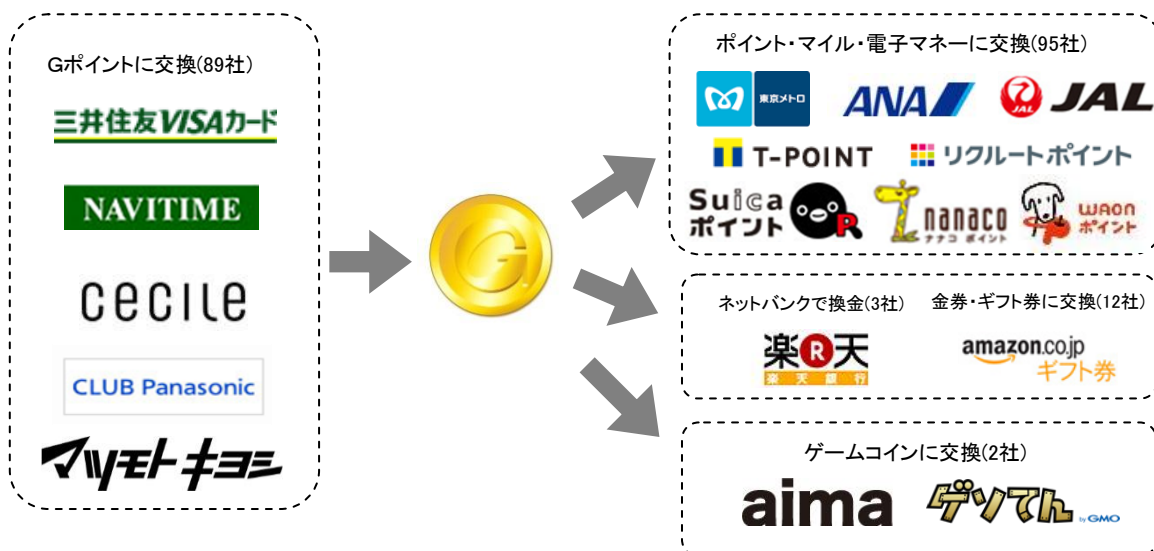 Gポイントに交換(89社)
三井住友VISAカード
NAVITIME
cecile
CLUB Panasonic
マツモトキヨシ
G
ポイント・マイル・電子マネーに交換(95社)
東京メトロ
ANA
JAL
JAL
T-POINT
リクルートポイント
Suica
ポイント
R
nanaco
ナナコ ポイント
WAON
ポイント
ネットバンクで換金(3社)
金券・ギフト券に交換(12社)
楽R天
楽天銀行
amazon.co.jp
ギフト券
ゲームコインに交換(2社)
aima
ゲソてん
by GMO